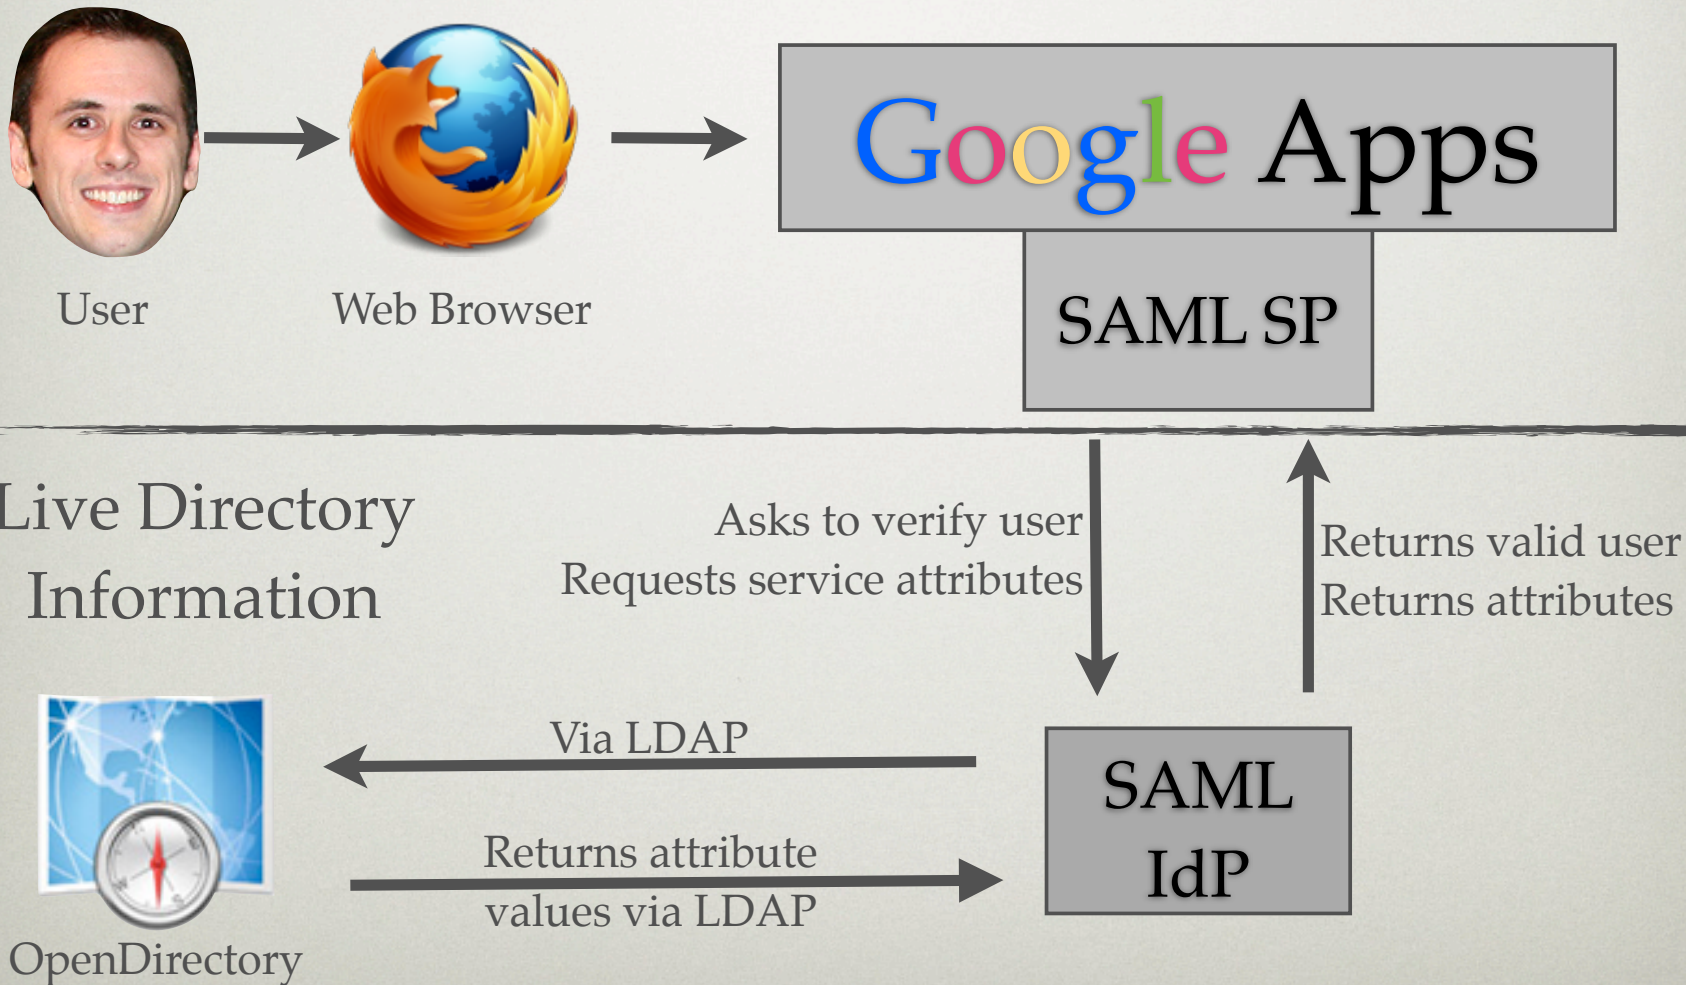 Google Apps
User
Web Browser
SAML SP
Live Directory
Information
Asks to verify user
Requests service attributes
Returns valid user
Returns attributes
Via LDAP
Returns attribute
values via LDAP
SAML
IdP
OpenDirectory